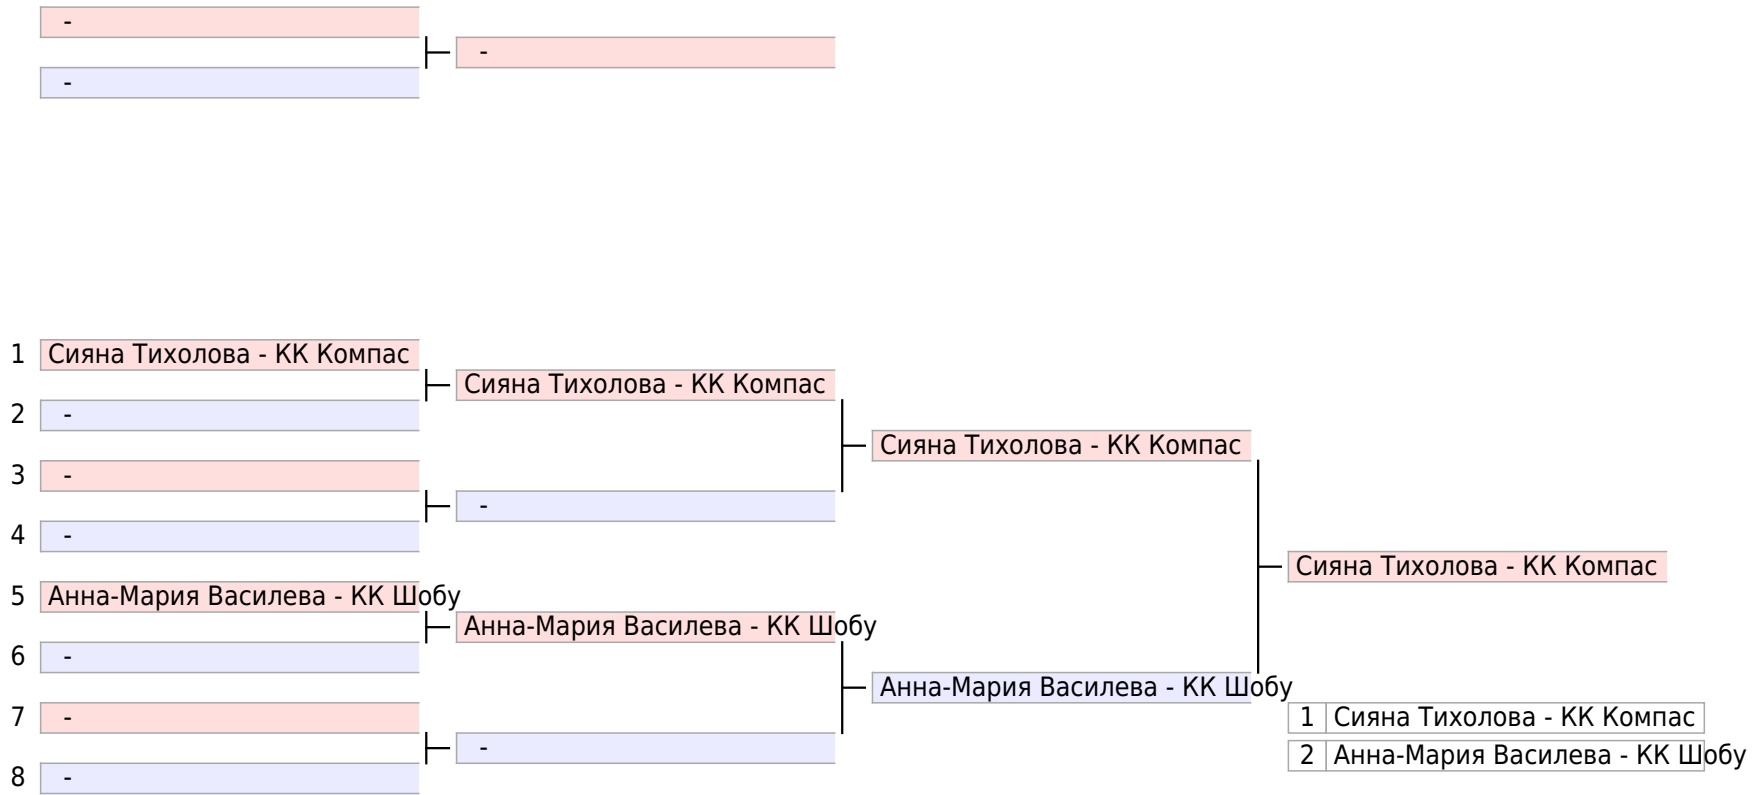 -
-
-
1 Сияна Тихолова - КК Компас
Сияна Тихолова - КК Компас
2 -
Сияна Тихолова - КК Компас
3 -
-
4 -
Сияна Тихолова - КК Компас
5 Анна-Мария Василева - КК Шобу
Анна-Мария Василева - КК Шобу
6 -
Анна-Мария Василева - КК Шобу
7 -
1 Сияна Тихолова - КК Компас
-
2 Анна-Мария Василева - КК Шобу
8 -